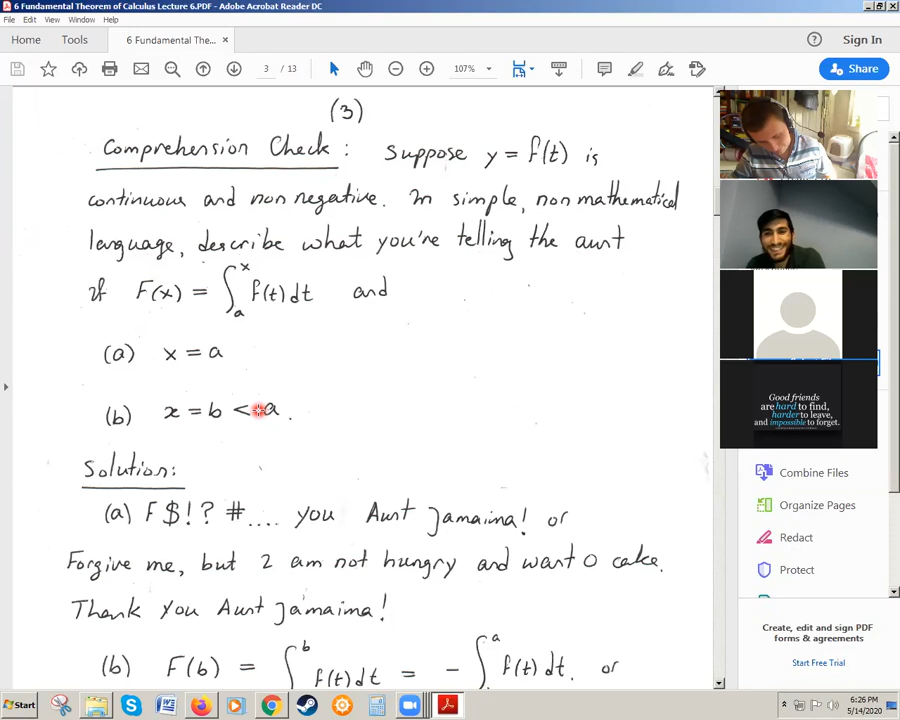 6 Fundamental Theorem of Calculus Lecture 6.PDF - Adobe Acrobat Reader DC
File Edit View Window Help
Home Tools 6 Fundamental The... × Sign In
3 / 13 107% Share
(3)
Comprehension Check : Suppose y = f(t) is
continuous and non negative. In simple, non mathematical
language, describe what you're telling the aunt
if F(x) = ∫_a^x f(t) dt and
(a) x = a
(b) x = b < a .
Solution:
(a) F$!? #.... you Aunt Jamaima! or
Forgive me, but I am not hungry and want 0 cake.
Thank you Aunt Jamaima!
(b) F(b) = ∫^b f(t) dt = - ∫^a f(t) dt. or
Good friends
are hard to find,
harder to leave,
and impossible to forget.
Combine Files
Organize Pages
Redact
Protect
Create, edit and sign PDF
forms & agreements
Start Free Trial
Start
6:26 PM
5/14/2020